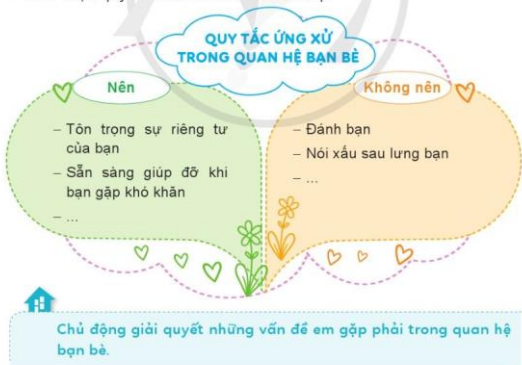 QUY TẮC ỨNG XỬ
TRONG QUAN HỆ BẠN BÈ
Nên
– Tôn trọng sự riêng tư
của bạn
– Sẵn sàng giúp đỡ khi
bạn gặp khó khăn
– ...
Không nên
– Đánh bạn
– Nói xấu sau lưng bạn
– ...
Chủ động giải quyết những vấn đề em gặp phải trong quan hệ
bạn bè.